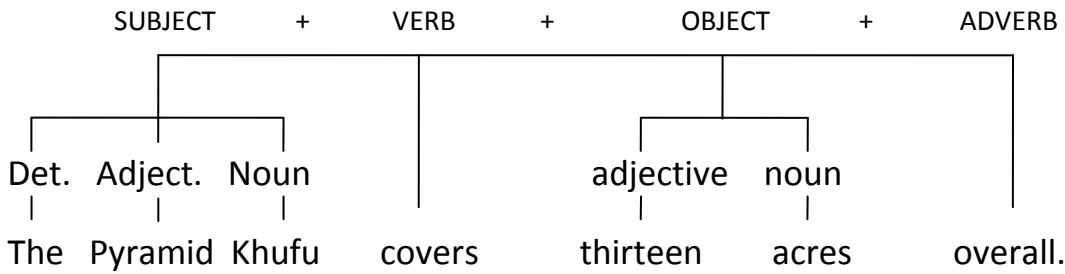 SUBJECT + VERB + OBJECT + ADVERB
Det. Adject. Noun adjective noun
The Pyramid Khufu covers thirteen acres overall.